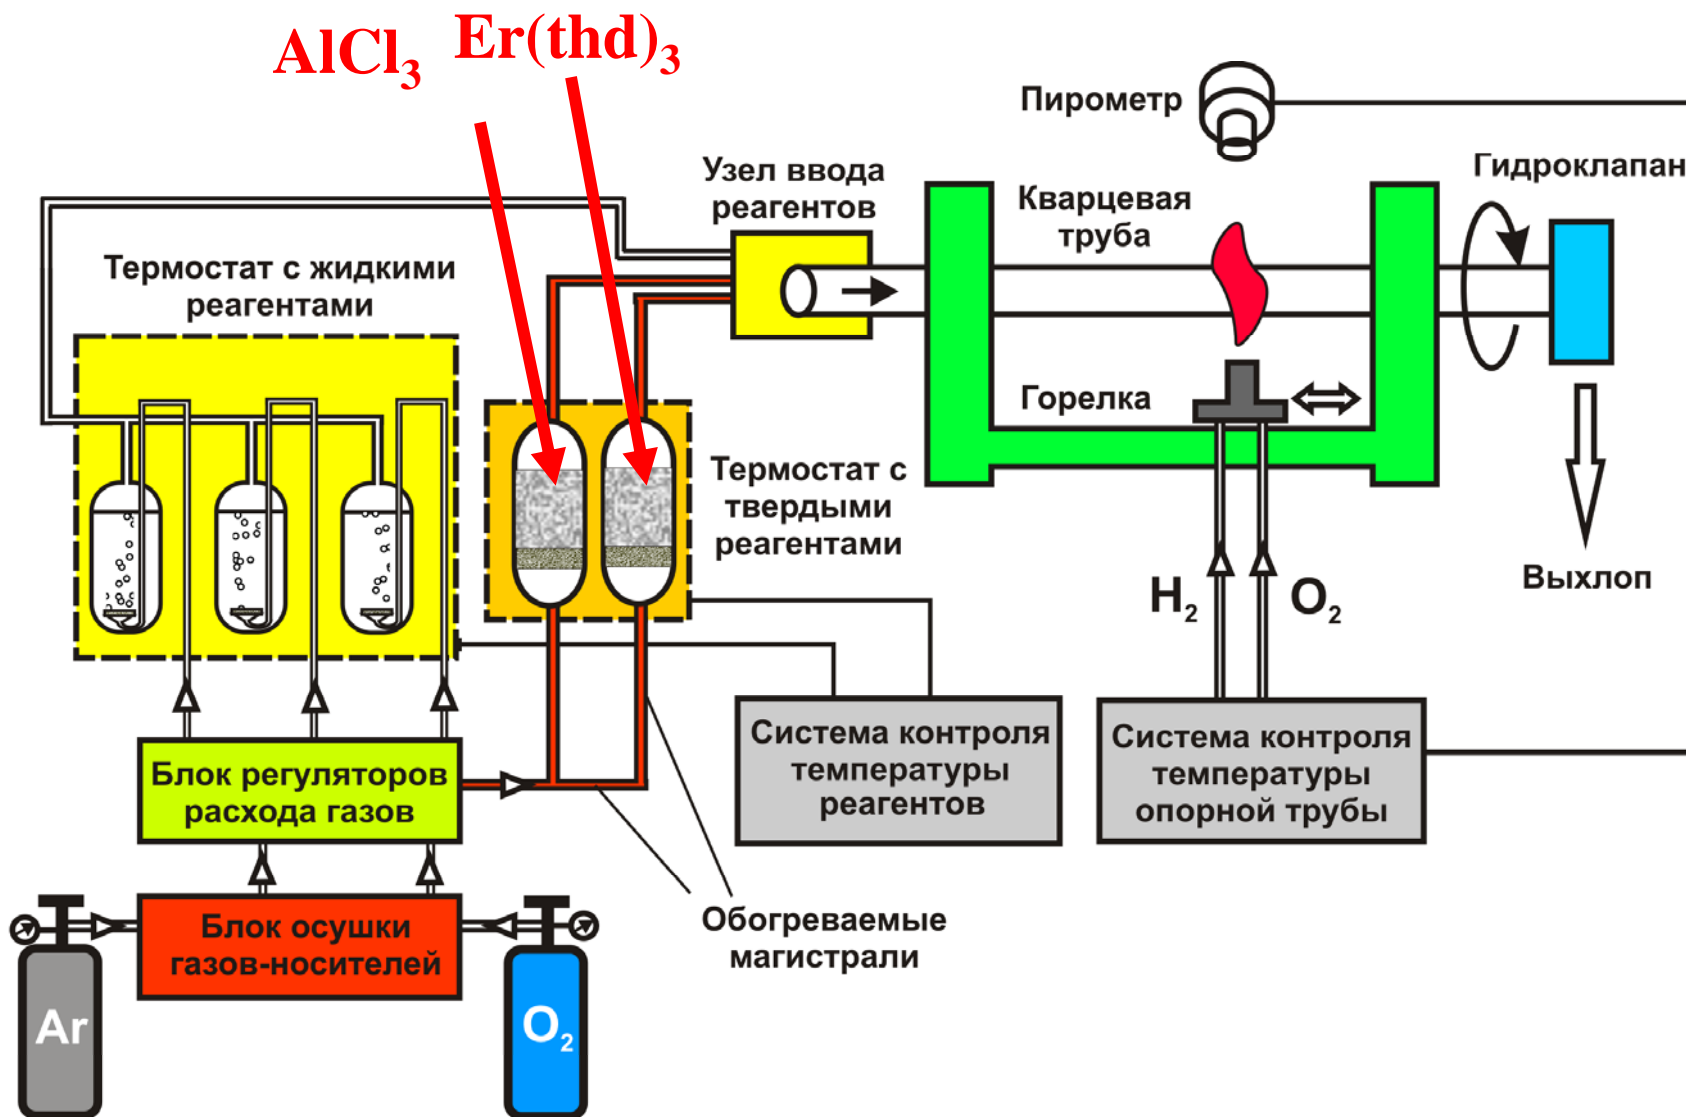 AlCl3 Er(thd)3
Пирометр
Узел ввода
реагентов
Кварцевая
труба
Гидроклапан
Термостат с жидкими
реагентами
Горелка
Термостат с
твердыми
реагентами
H2 O2
Выхлоп
Система контроля
температуры
реагентов
Система контроля
температуры
опорной трубы
Блок регуляторов
расхода газов
Обогреваемые
магистрали
Блок осушки
газов-носителей
Ar
O2